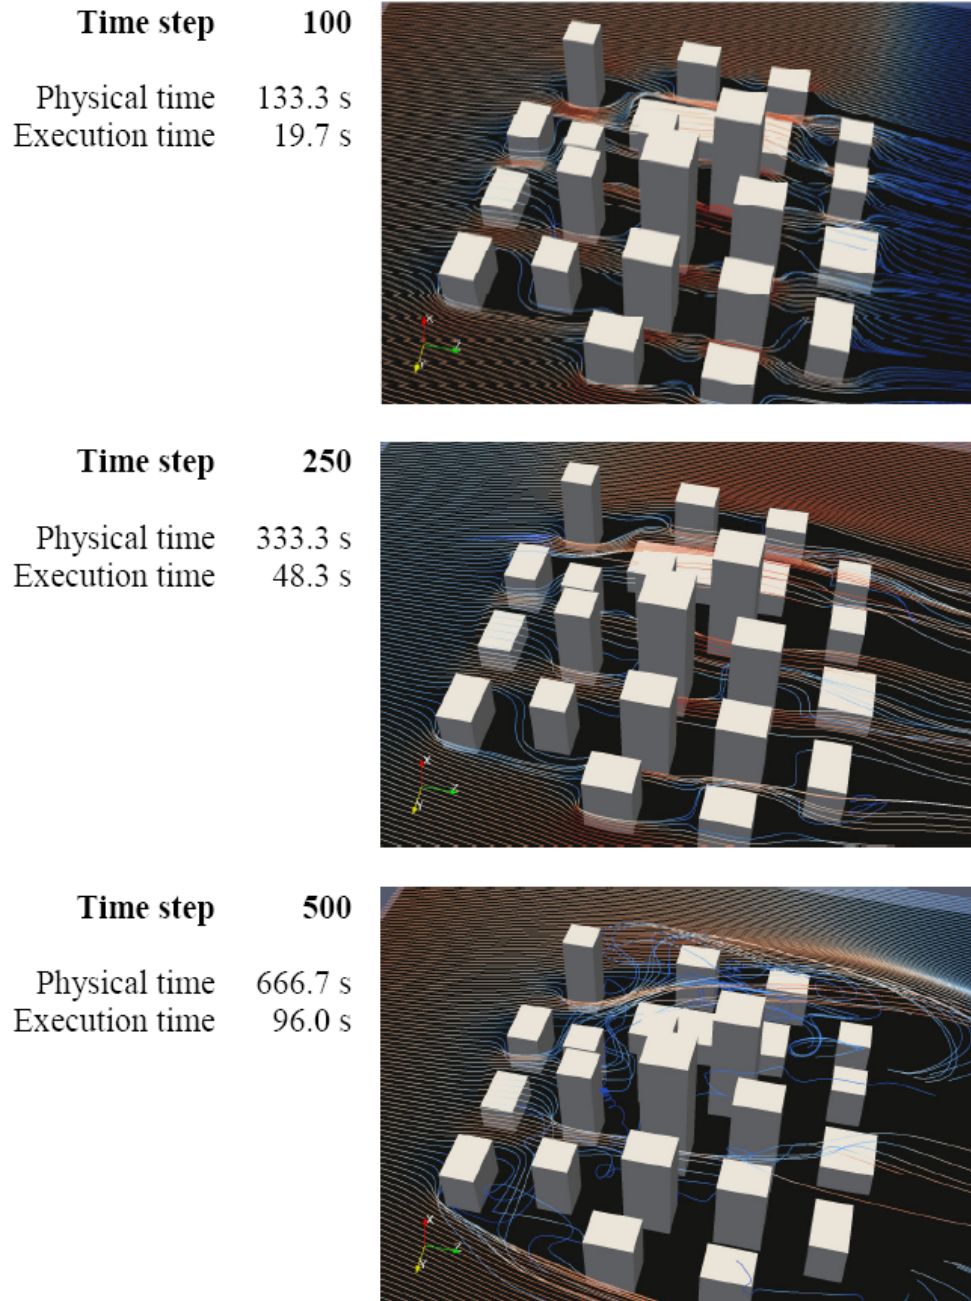 Time step 100
Physical time 133.3 s
Execution time 19.7 s
X
Z
Y
Time step 250
Physical time 333.3 s
Execution time 48.3 s
X
Z
Y
Time step 500
Physical time 666.7 s
Execution time 96.0 s
X
Z
Y